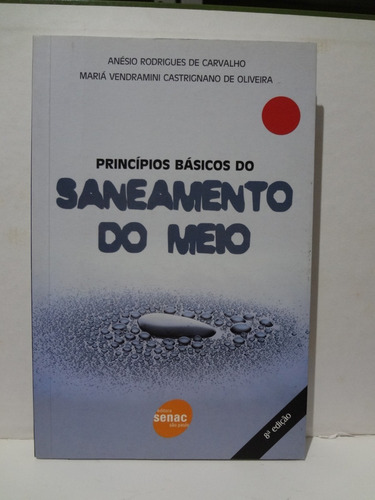 ANÉSIO RODRIGUES DE CARVALHO
MARIÁ VENDRAMINI CASTRIGNANO DE OLIVEIRA
PRINCÍPIOS BÁSICOS DO
SANEAMENTO
DO MEIO
editora
senac
são paulo
8ª edição